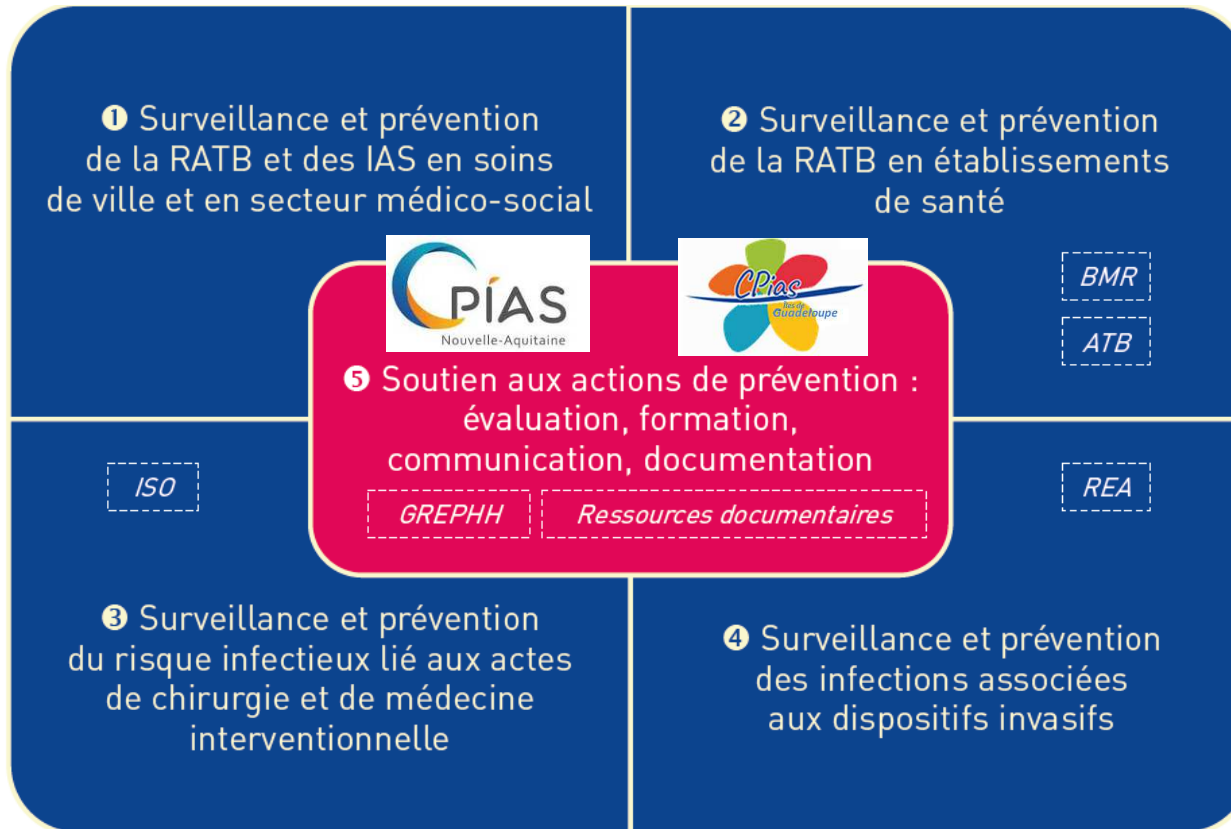 ❶ Surveillance et prévention
de la RATB et des IAS en soins
de ville et en secteur médico-social
❷ Surveillance et prévention
de la RATB en établissements
de santé
BMR
ATB
CPIAS
Nouvelle-Aquitaine
CPias
Îles de
Guadeloupe
❺ Soutien aux actions de prévention :
évaluation, formation,
communication, documentation
GREPHH
Ressources documentaires
ISO
❸ Surveillance et prévention
du risque infectieux lié aux actes
de chirurgie et de médecine
interventionnelle
REA
❹ Surveillance et prévention
des infections associées
aux dispositifs invasifs